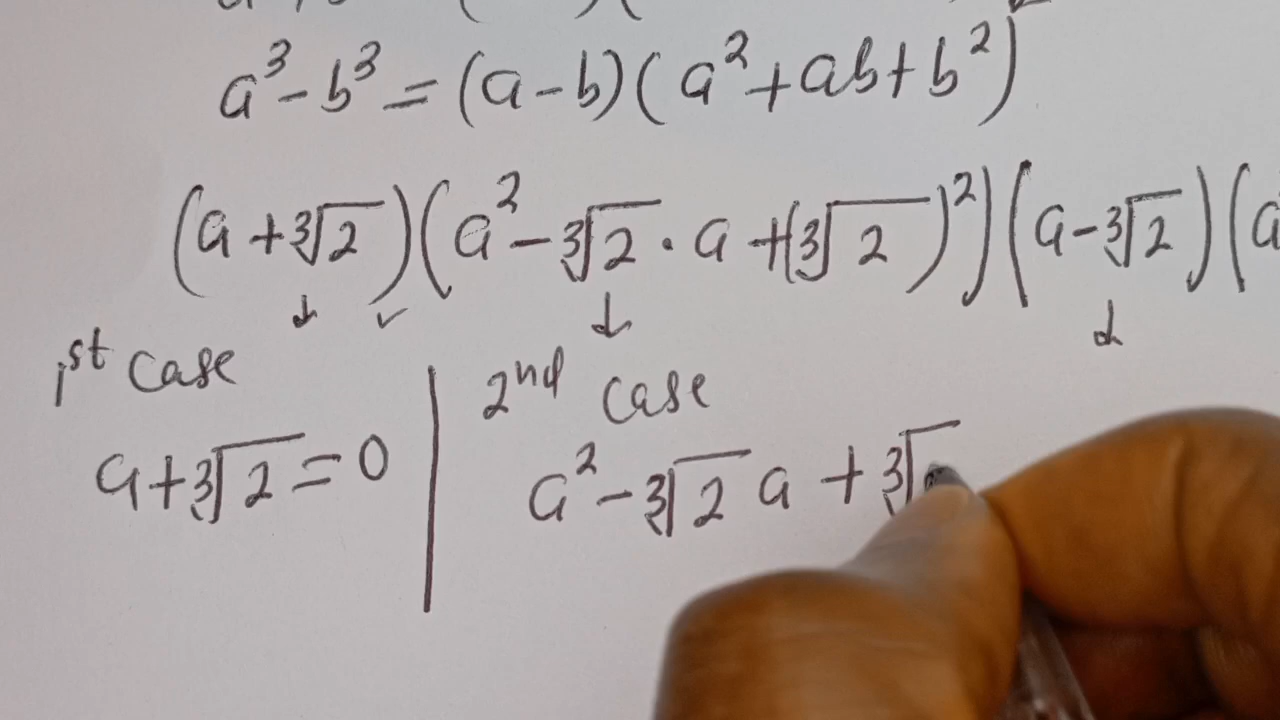 a³ - b³ = (a - b)(a² + ab + b²)
(a + ∛2)(a² - ∛2 · a + (∛2)²)(a - ∛2)(a
1st Case
a + ∛2 = 0
2nd Case
a² - ∛2 a + ∛